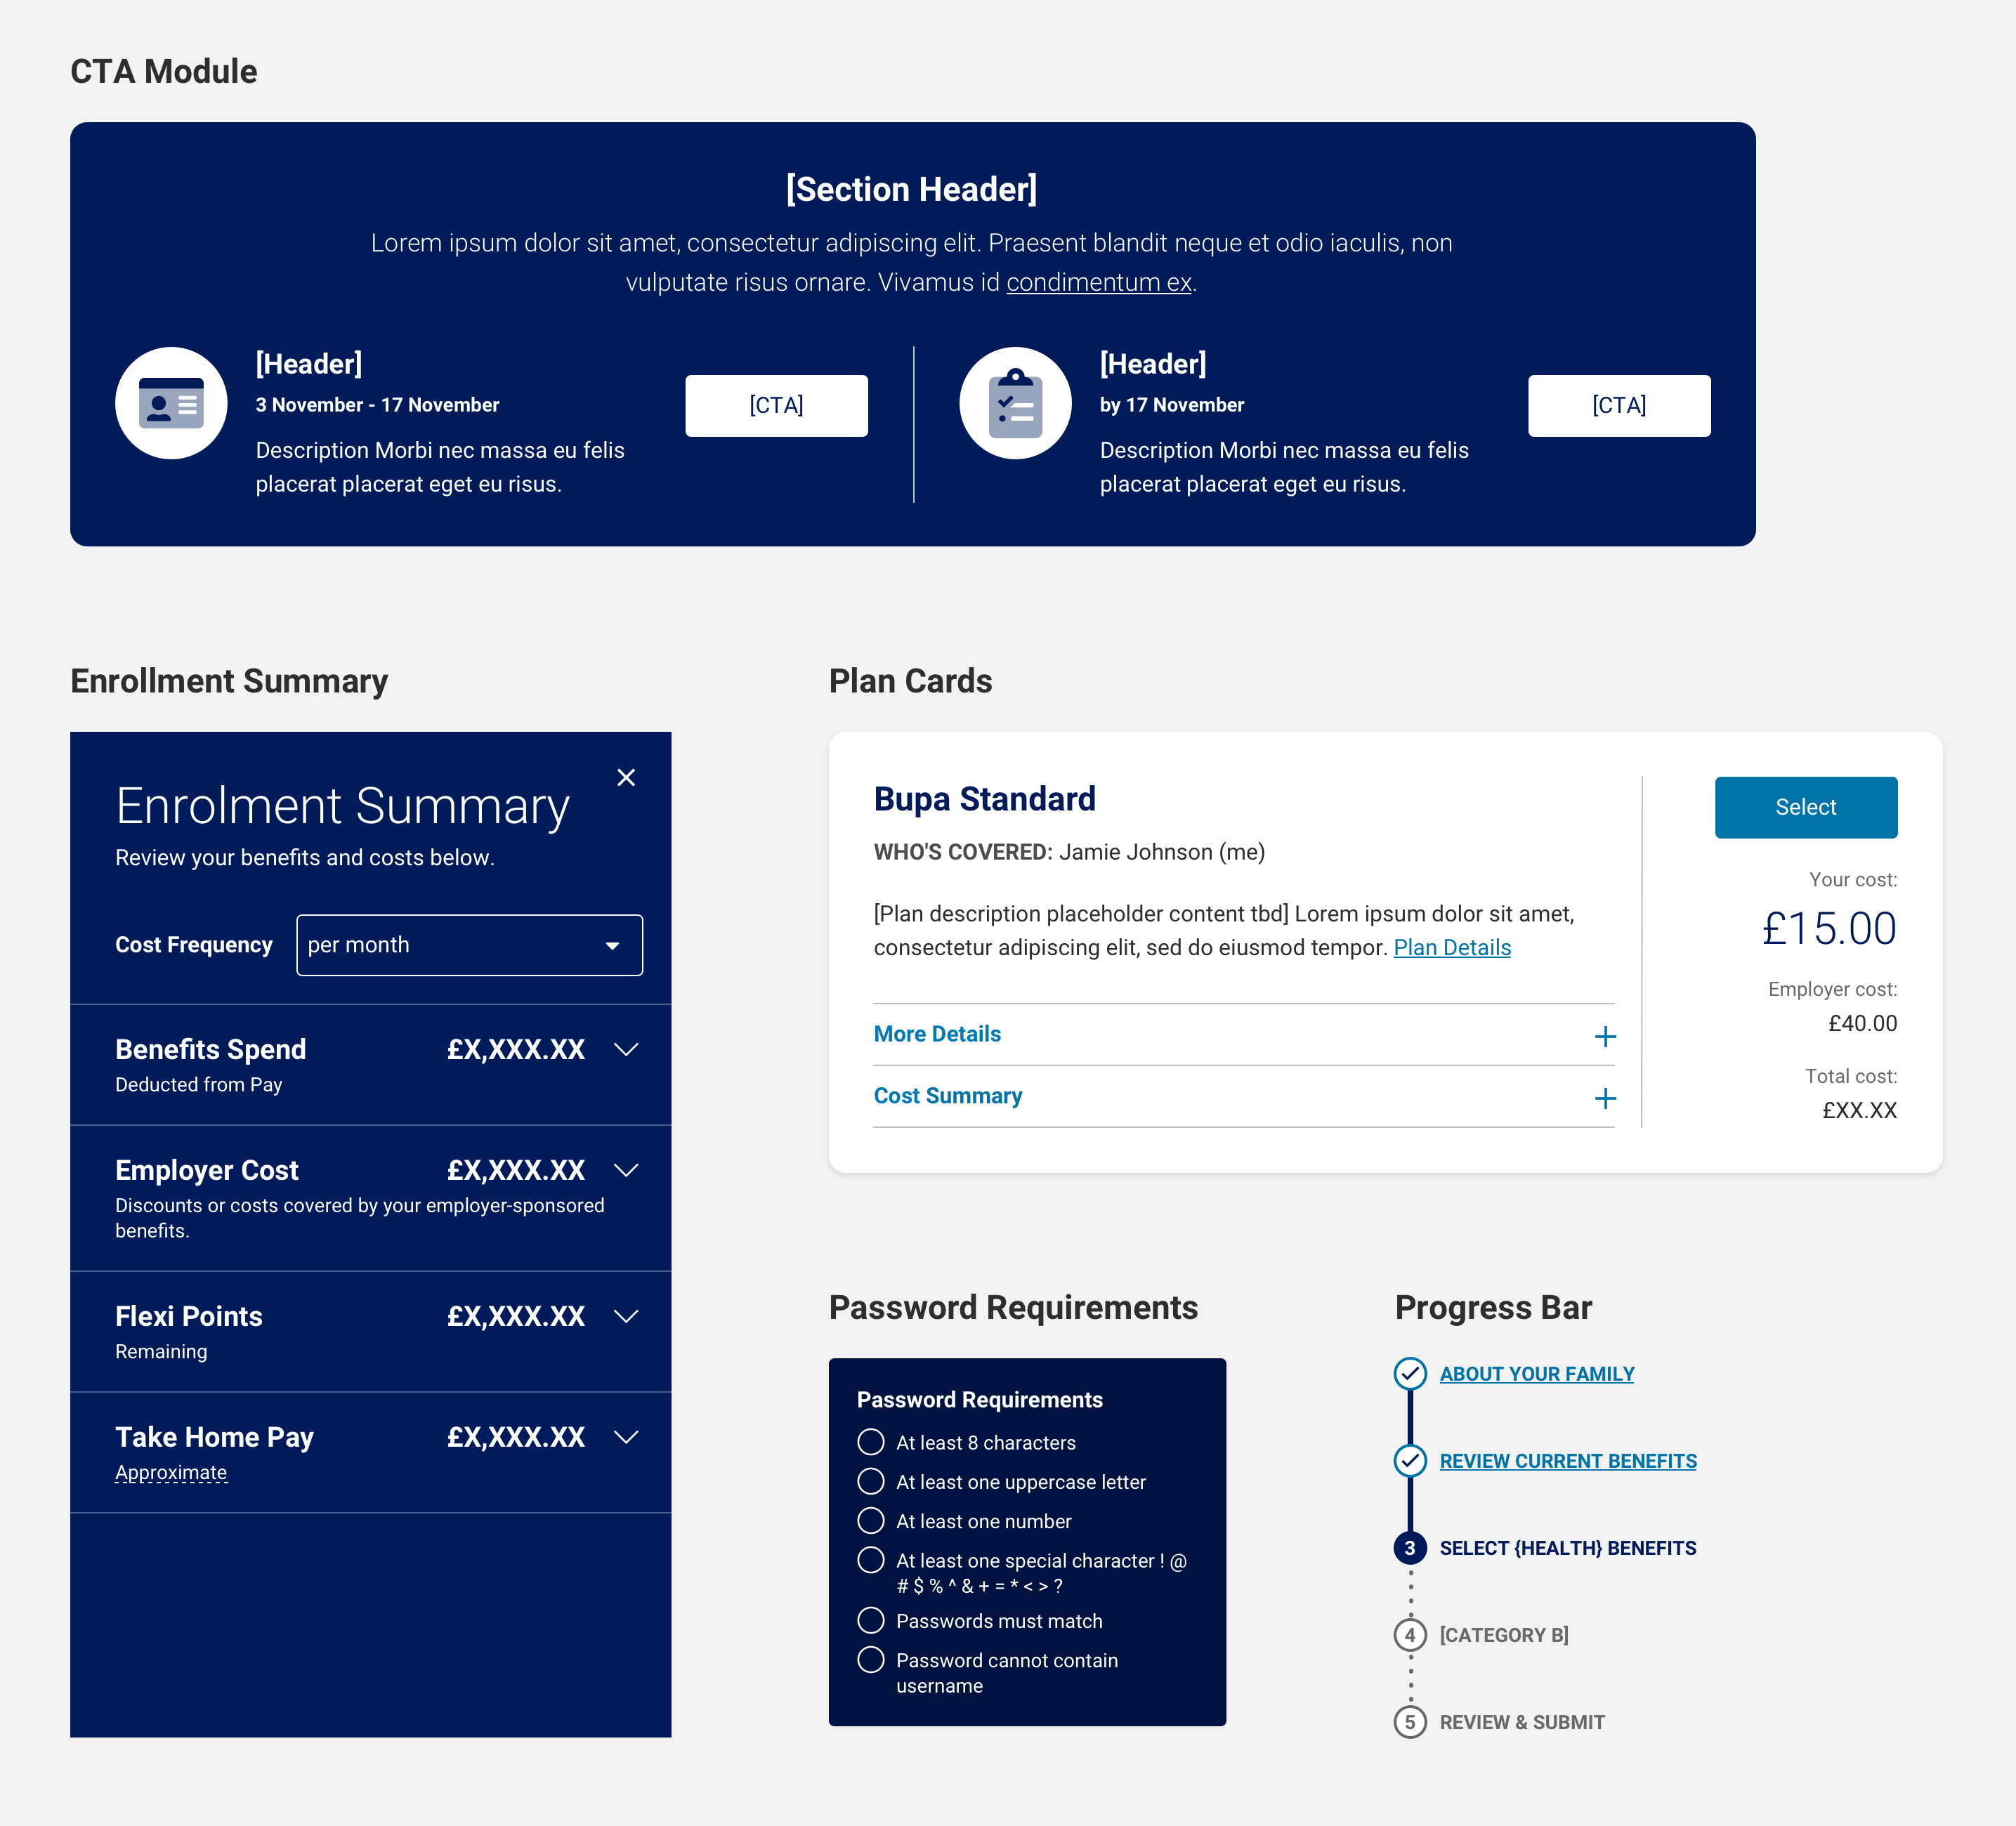 CTA Module
[Section Header]
Lorem ipsum dolor sit amet, consectetur adipiscing elit. Praesent blandit neque et odio iaculis, non
vulputate risus ornare. Vivamus id condimentum ex.
[Header]
3 November - 17 November
Description Morbi nec massa eu felis
placerat placerat eget eu risus.
[CTA]
[Header]
by 17 November
Description Morbi nec massa eu felis
placerat placerat eget eu risus.
[CTA]
Enrollment Summary
Enrolment Summary
Review your benefits and costs below.
Cost Frequency per month
Benefits Spend £X,XXX.XX
Deducted from Pay
Employer Cost £X,XXX.XX
Discounts or costs covered by your employer-sponsored
benefits.
Flexi Points £X,XXX.XX
Remaining
Take Home Pay £X,XXX.XX
Approximate
Plan Cards
Bupa Standard
WHO'S COVERED: Jamie Johnson (me)
[Plan description placeholder content tbd] Lorem ipsum dolor sit amet,
consectetur adipiscing elit, sed do eiusmod tempor. Plan Details
More Details
Cost Summary
Select
Your cost:
£15.00
Employer cost:
£40.00
Total cost:
£XX.XX
Password Requirements
Password Requirements
At least 8 characters
At least one uppercase letter
At least one number
At least one special character ! @
# $ % ^ & + = * < > ?
Passwords must match
Password cannot contain
username
Progress Bar
ABOUT YOUR FAMILY
REVIEW CURRENT BENEFITS
3 SELECT {HEALTH} BENEFITS
4 [CATEGORY B]
5 REVIEW & SUBMIT